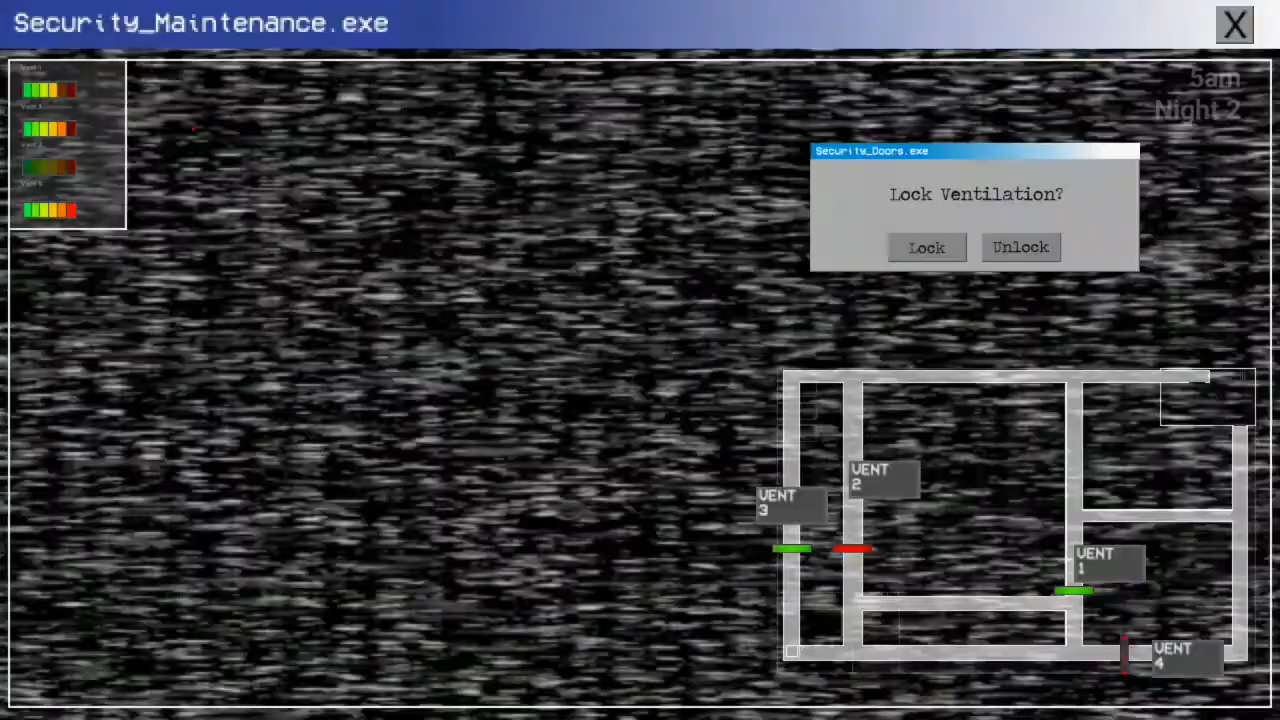 Security_Maintenance.exe
X
5am
Night 2
Security_Doors.exe
Lock Ventilation?
Lock
Unlock
VENT
2
VENT
3
VENT
1
VENT
4